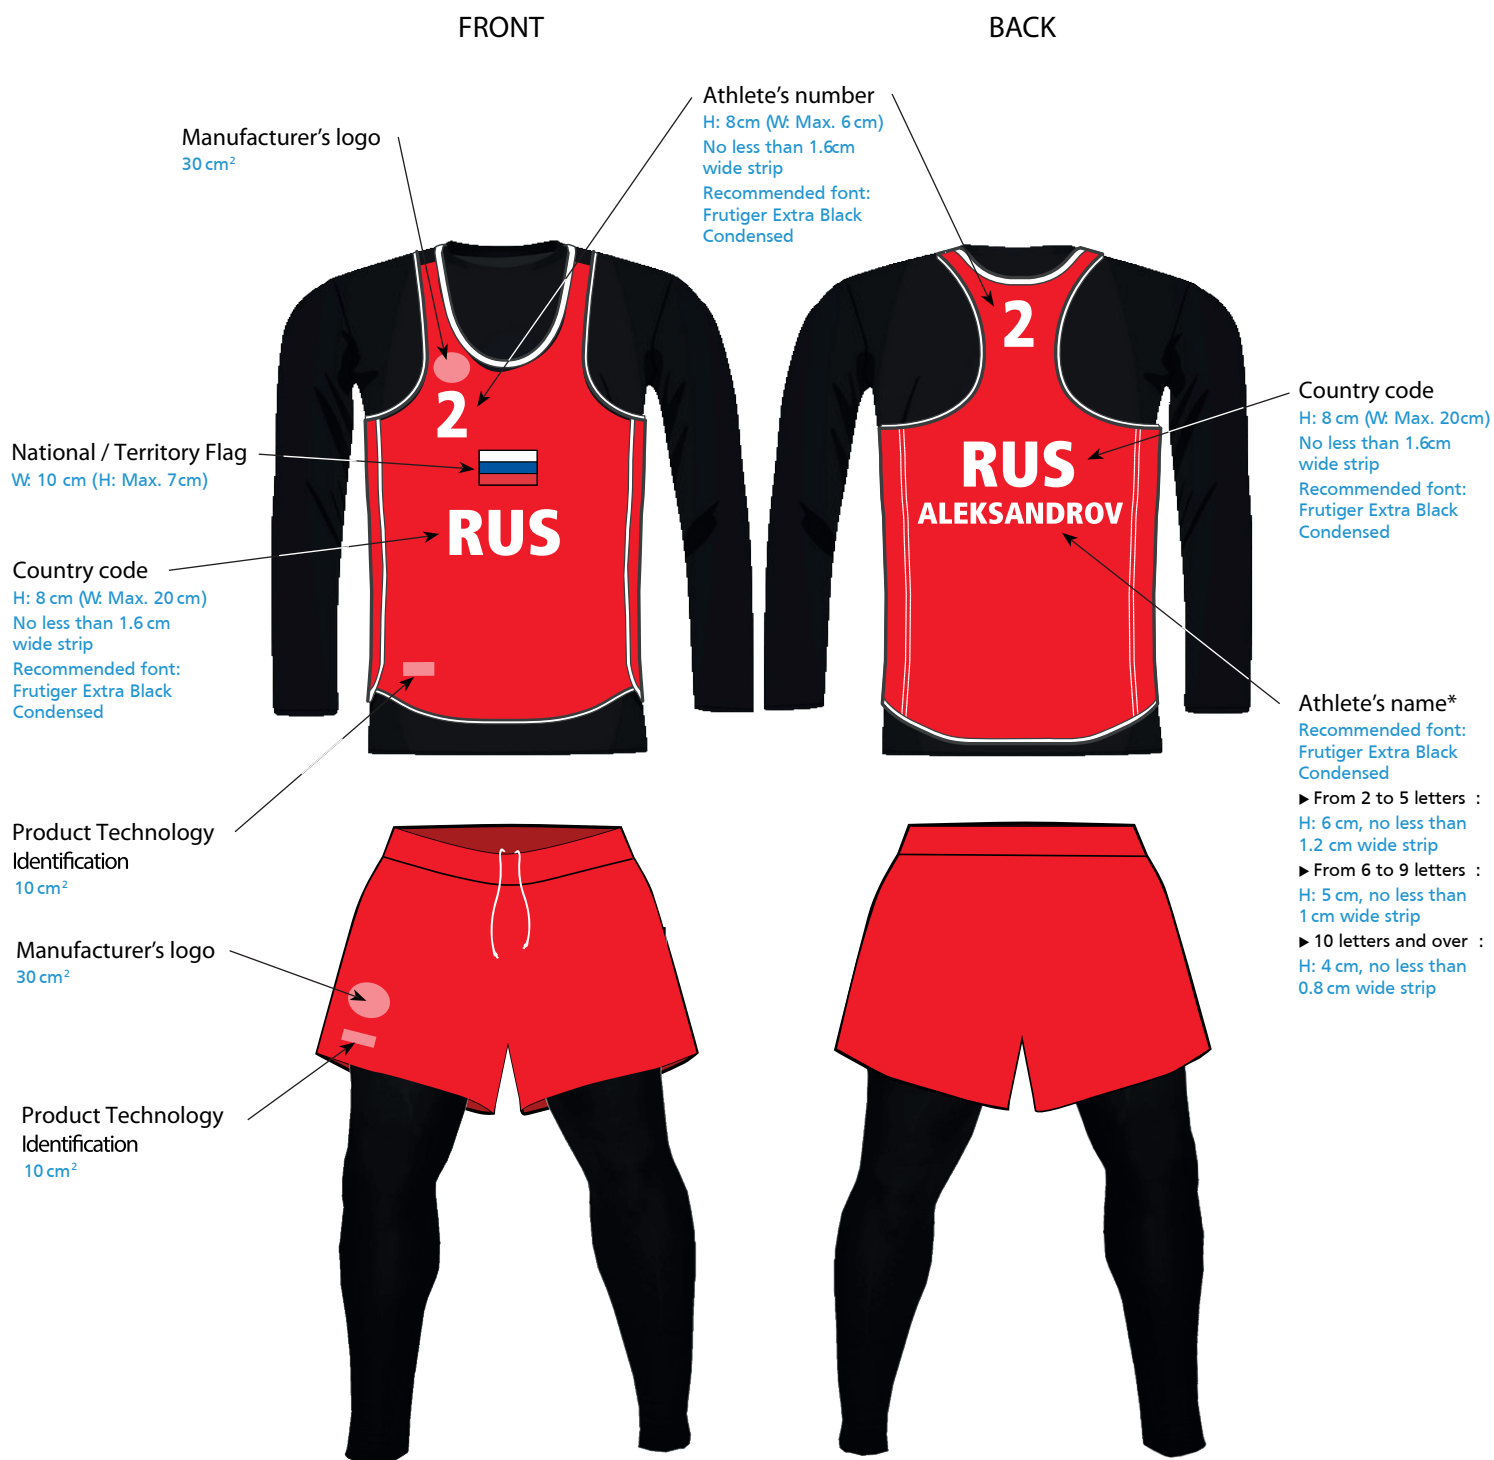 FRONT
BACK
Manufacturer's logo
30 cm²
Athlete's number
H: 8cm (W: Max. 6 cm)
No less than 1.6cm
wide strip
Recommended font:
Frutiger Extra Black
Condensed
National / Territory Flag
W: 10 cm (H: Max. 7cm)
Country code
H: 8 cm (W: Max. 20 cm)
No less than 1.6 cm
wide strip
Recommended font:
Frutiger Extra Black
Condensed
Product Technology
Identification
10 cm²
2
RUS
2
RUS
ALEKSANDROV
Country code
H: 8 cm (W: Max. 20cm)
No less than 1.6cm
wide strip
Recommended font:
Frutiger Extra Black
Condensed
Athlete's name*
Recommended font:
Frutiger Extra Black
Condensed
▶ From 2 to 5 letters :
H: 6 cm, no less than
1.2 cm wide strip
▶ From 6 to 9 letters :
H: 5 cm, no less than
1 cm wide strip
▶ 10 letters and over :
H: 4 cm, no less than
0.8 cm wide strip
Manufacturer's logo
30 cm²
Product Technology
Identification
10 cm²